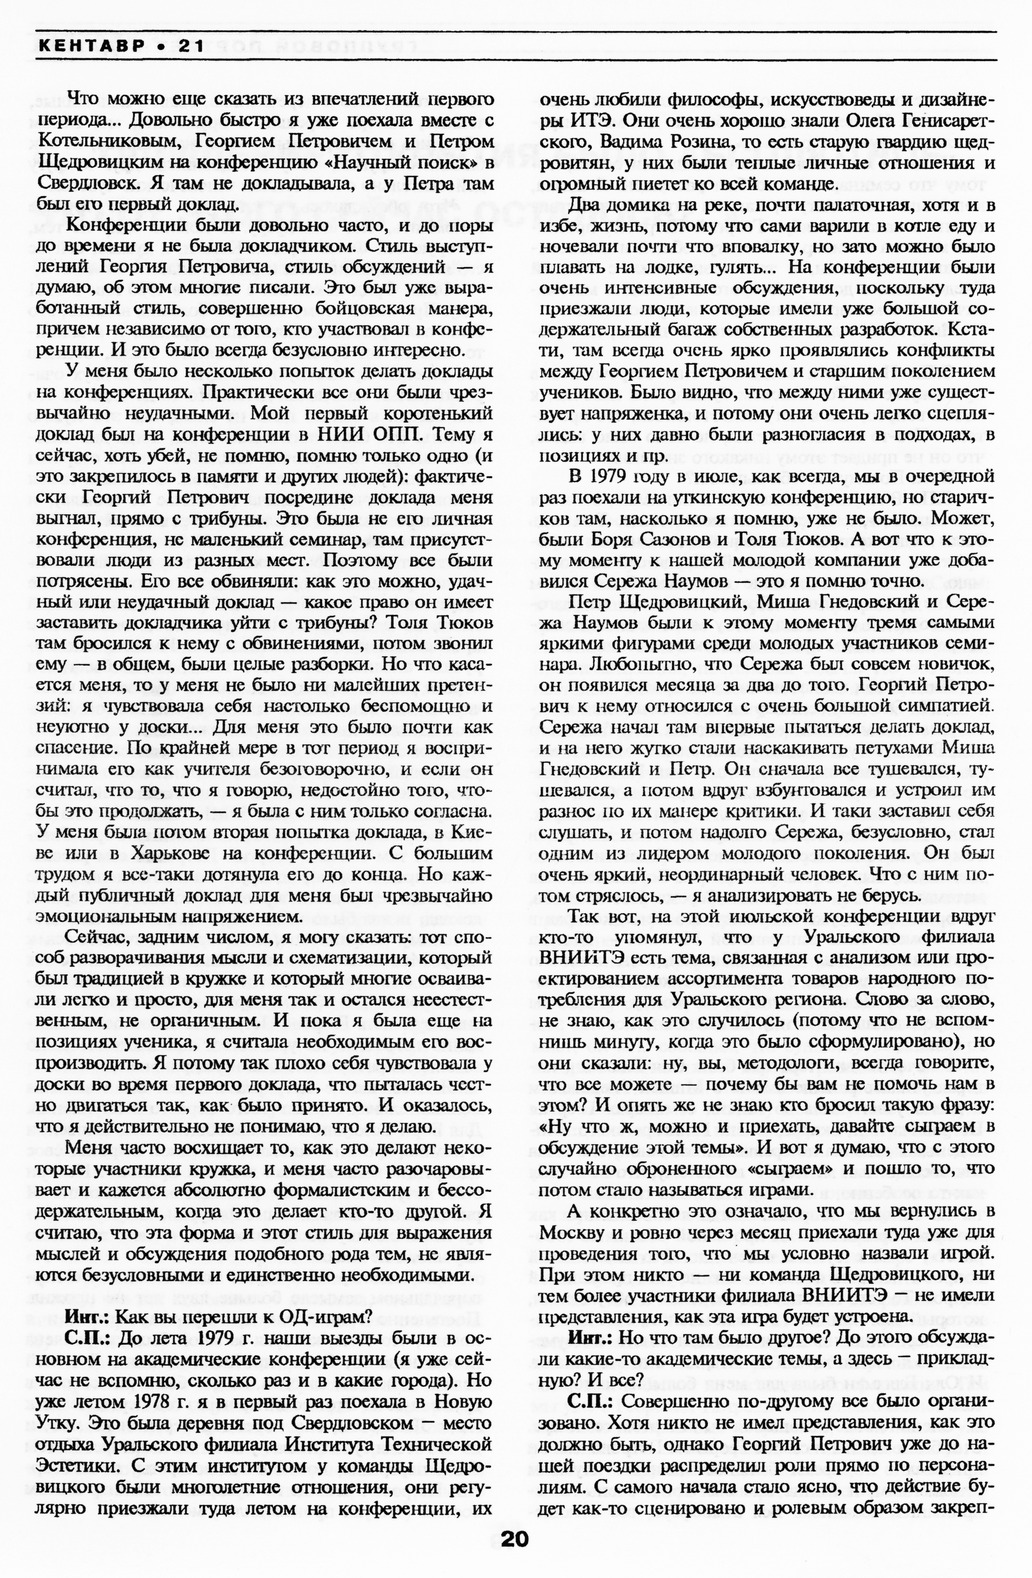 КЕНТАВР • 21
Что можно еще сказать из впечатлений первого
периода... Довольно быстро я уже поехала вместе с
Котельниковым, Георгием Петровичем и Петром
Щедровицким на конференцию «Научный поиск» в
Свердловск. Я там не докладывала, а у Петра там
был его первый доклад.
Конференции были довольно часто, и до поры
до времени я не была докладчиком. Стиль выступ-
лений Георгия Петровича, стиль обсуждений — я
думаю, об этом многие писали. Это был уже выра-
ботанный стиль, совершенно бойцовская манера,
причем независимо от того, кто участвовал в конфе-
ренции. И это было всегда безусловно интересно.
У меня было несколько попыток делать доклады
на конференциях. Практически все они были чрез-
вычайно неудачными. Мой первый коротенький
доклад был на конференции в НИИ ОПП. Тему я
сейчас, хоть убей, не помню, помню только одно (и
это закрепилось в памяти и других людей): фактиче-
ски Георгий Петрович посредине доклада меня
выгнал, прямо с трибуны. Это была не его личная
конференция, не маленький семинар, там присутст-
вовали люди из разных мест. Поэтому все были
потрясены. Его все обвиняли: как это можно, удач-
ный или неудачный доклад — какое право он имеет
заставить докладчика уйти с трибуны? Толя Тюков
там бросился к нему с обвинениями, потом звонил
ему — в общем, были целые разборки. Но что каса-
ется меня, то у меня не было ни малейших претен-
зий: я чувствовала себя настолько беспомощно и
неуютно у доски... Для меня это было почти как
спасение. По крайней мере в тот период я воспри-
нимала его как учителя безоговорочно, и если он
считал, что то, что я говорю, недостойно того, что-
бы это продолжать, — я была с ним только согласна.
У меня была потом вторая попытка доклада, в Кие-
ве или в Харькове на конференции. С большим
трудом я все-таки дотянула его до конца. Но каж-
дый публичный доклад для меня был чрезвычайно
эмоциональным напряжением.
Сейчас, задним числом, я могу сказать: тот спо-
соб разворачивания мысли и схематизации, который
был традицией в кружке и который многие осваива-
ли легко и просто, для меня так и остался неестест-
венным, не органичным. И пока я была еще на
позициях ученика, я считала необходимым его вос-
производить. Я потому так плохо себя чувствовала у
доски во время первого доклада, что пыталась чест-
но двигаться так, как было принято. И оказалось,
что я действительно не понимаю, что я делаю.
Меня часто восхищает то, как это делают неко-
торые участники кружка, и меня часто разочаровы-
вает и кажется абсолютно формалистским и бессо-
держательным, когда это делает кто-то другой. Я
считаю, что эта форма и этот стиль для выражения
мыслей и обсуждения подобного рода тем, не явля-
ются безусловными и единственно необходимыми.
Инт.: Как вы перешли к ОД-играм?
С.П.: До лета 1979 г. наши выезды были в ос-
новном на академические конференции (я уже сей-
час не вспомню, сколько раз и в какие города). Но
уже летом 1978 г. я в первый раз поехала в Новую
Утку. Это была деревня под Свердловском — место
отдыха Уральского филиала Института Технической
Эстетики. С этим институтом у команды Щедро-
вицкого были многолетние отношения, они регу-
лярно приезжали туда летом на конференции, их
очень любили философы, искусствоведы и дизайне-
ры ИТЭ. Они очень хорошо знали Олега Генисарет-
ского, Вадима Розина, то есть старую гвардию щед-
ровитян, у них были теплые личные отношения и
огромный пиетет ко всей команде.
Два домика на реке, почти палаточная, хотя и в
избе, жизнь, потому что сами варили в котле еду и
ночевали почти что вповалку, но зато можно было
плавать на лодке, гулять... На конференции были
очень интенсивные обсуждения, поскольку туда
приезжали люди, которые имели уже большой со-
держательный багаж собственных разработок. Кста-
ти, там всегда очень ярко проявлялись конфликты
между Георгием Петровичем и старшим поколением
учеников. Было видно, что между ними уже сущест-
вует напряженка, и потому они очень легко сцепля-
лись: у них давно были разногласия в подходах, в
позициях и пр.
В 1979 году в июле, как всегда, мы в очередной
раз поехали на уткинскую конференцию, но старич-
ков там, насколько я помню, уже не было. Может,
были Боря Сазонов и Толя Тюков. А вот что к это-
му моменту к нашей молодой компании уже доба-
вился Сережа Наумов — это я помню точно.
Петр Щедровицкий, Миша Гнедовский и Сере-
жа Наумов были к этому моменту тремя самыми
яркими фигурами среди молодых участников семи-
нара. Любопытно, что Сережа был совсем новичок,
он появился месяца за два до того. Георгий Петро-
вич к нему относился с очень большой симпатией.
Сережа начал там впервые пытаться делать доклад,
и на него жутко стали наскакивать петухами Миша
Гнедовский и Петр. Он сначала все тушевался, ту-
шевался, а потом вдруг взбунтовался и устроил им
разнос по их манере критики. И таки заставил себя
слушать, и потом надолго Сережа, безусловно, стал
одним из лидером молодого поколения. Он был
очень яркий, неординарный человек. Что с ним по-
том стряслось, — я анализировать не берусь.
Так вот, на этой июльской конференции вдруг
кто-то упомянул, что у Уральского филиала
ВНИИТЭ есть тема, связанная с анализом или про-
ектированием ассортимента товаров народного по-
требления для Уральского региона. Слово за слово,
не знаю, как это случилось (потому что не вспом-
нишь минуту, когда это было сформулировано), но
они сказали: ну, вы, методологи, всегда говорите,
что все можете — почему бы вам не помочь нам в
этом? И опять же не знаю кто бросил такую фразу:
«Ну что ж, можно и приехать, давайте сыграем в
обсуждение этой темы». И вот я думаю, что с этого
случайно оброненного «сыграем» и пошло то, что
потом стало называться играми.
А конкретно это означало, что мы вернулись в
Москву и ровно через месяц приехали туда уже для
проведения того, что мы условно назвали игрой.
При этом никто — ни команда Щедровицкого, ни
тем более участники филиала ВНИИТЭ — не имели
представления, как эта игра будет устроена.
Инт.: Но что там было другое? До этого обсужда-
ли какие-то академические темы, а здесь — приклад-
ную? И все?
С.П.: Совершенно по-другому все было органи-
зовано. Хотя никто не имел представления, как это
должно быть, однако Георгий Петрович уже до на-
шей поездки распределил роли прямо по персона-
лиям. С самого начала стало ясно, что действие бу-
дет как-то сценировано и ролевым образом закреп-
20